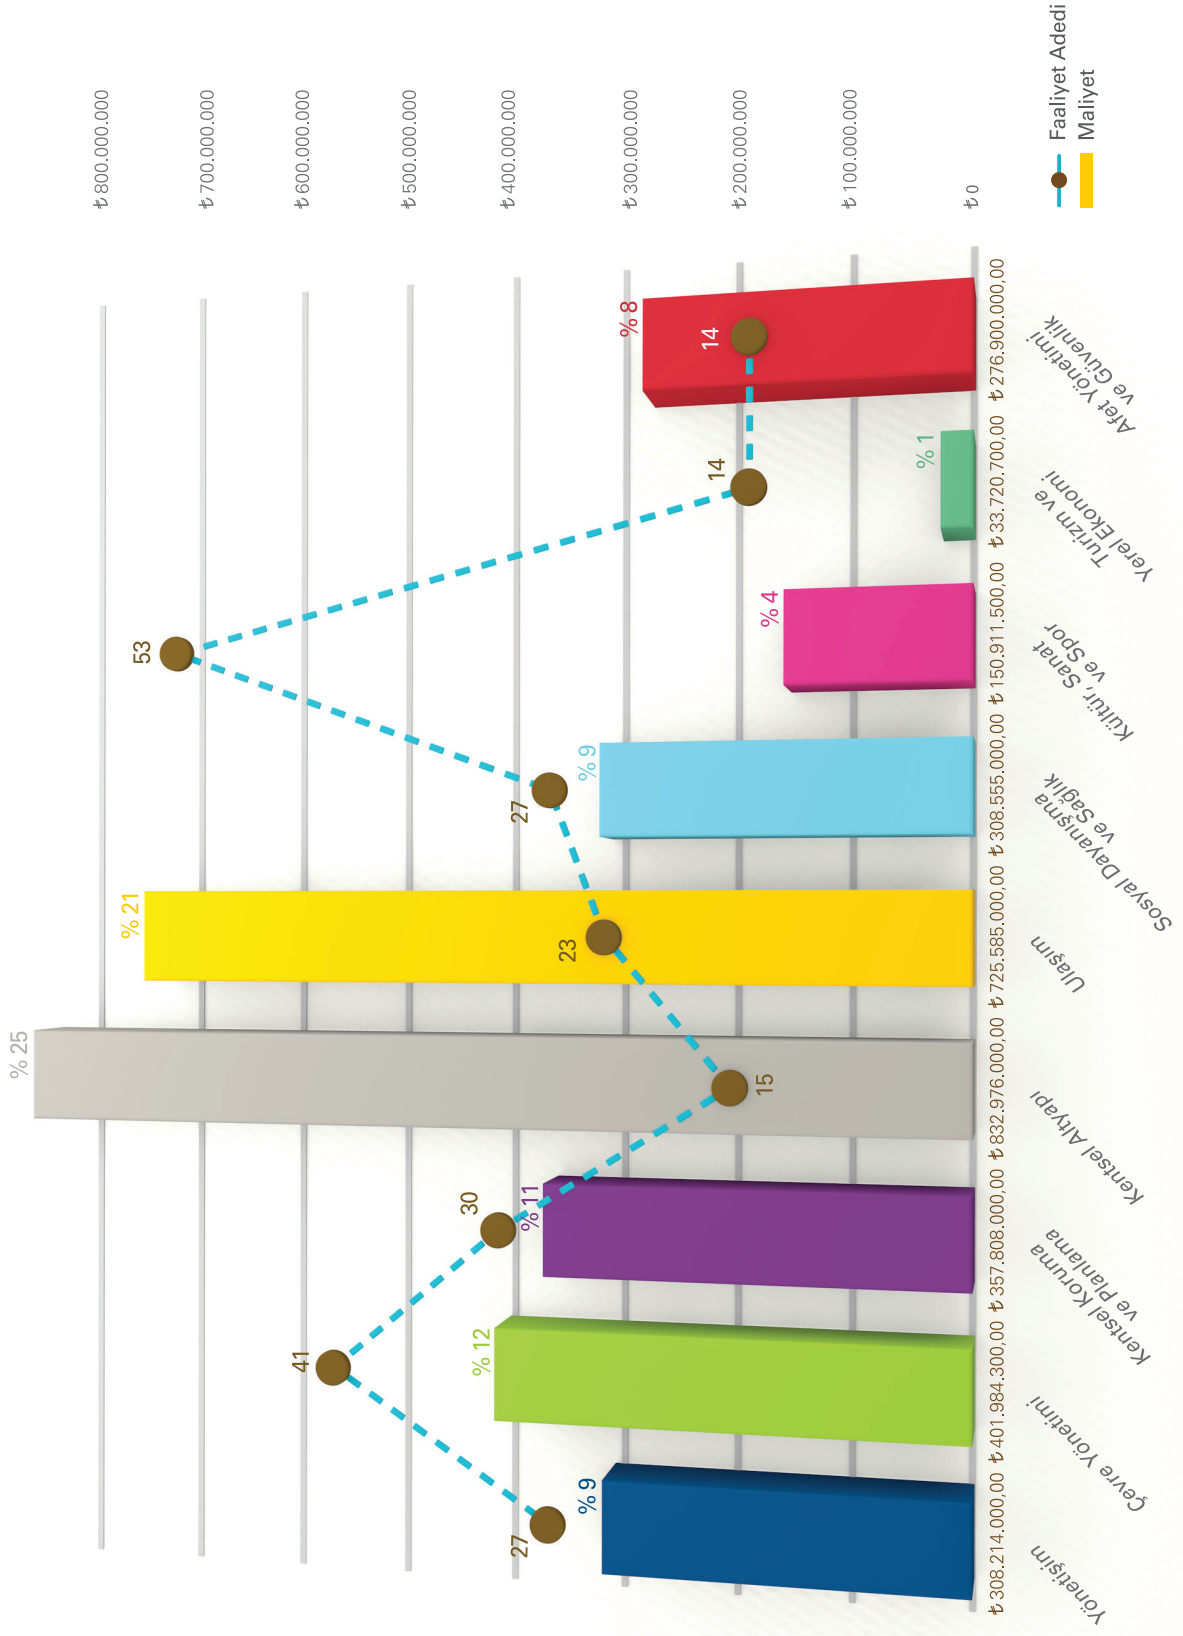 ₺800.000.000
₺700.000.000
₺600.000.000
₺500.000.000
₺400.000.000
₺300.000.000
₺200.000.000
₺100.000.000
₺0
% 9
% 12
% 11
% 25
% 21
% 9
% 4
% 1
% 8
27
41
30
15
23
27
53
14
14
₺308.214.000,00
₺401.984.300,00
₺357.808.000,00
₺832.976.000,00
₺725.585.000,00
₺308.555.000,00
₺150.911.500,00
₺33.720.700,00
₺276.900.000,00
Yönetişim
Çevre Yönetimi
Kentsel Koruma
ve Planlama
Kentsel Altyapı
Ulaşım
Sosyal Dayanışma
ve Sağlık
Kültür, Sanat
ve Spor
Turizm ve
Yerel Ekonomi
Afet Yönetimi
ve Güvenlik
Faaliyet Adedi
Maliyet